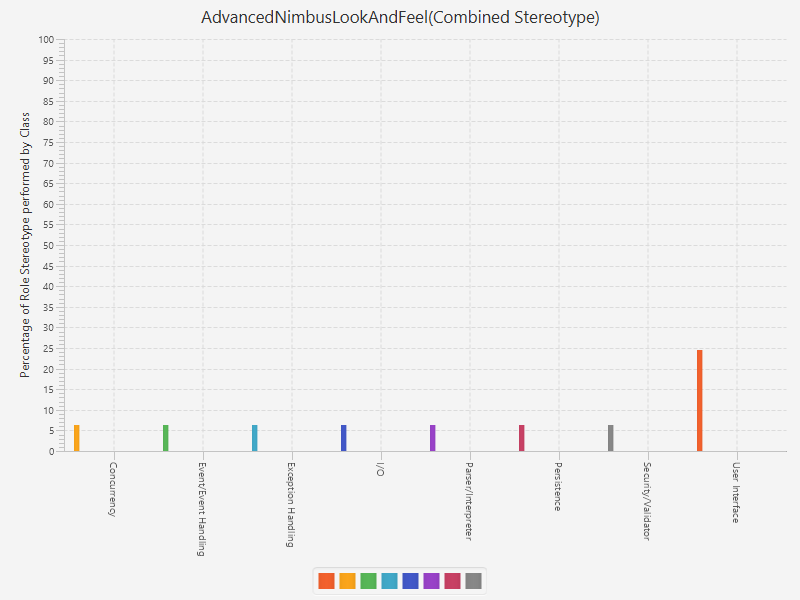 AdvancedNimbusLookAndFeel(Combined Stereotype)
Percentage of Role Stereotype performed by Class
100
95
90
85
80
75
70
65
60
55
50
45
40
35
30
25
20
15
10
5
0
Concurrency
Event/Event Handling
Exception Handling
I/O
Parser/Interpreter
Persistence
Security/Validator
User Interface